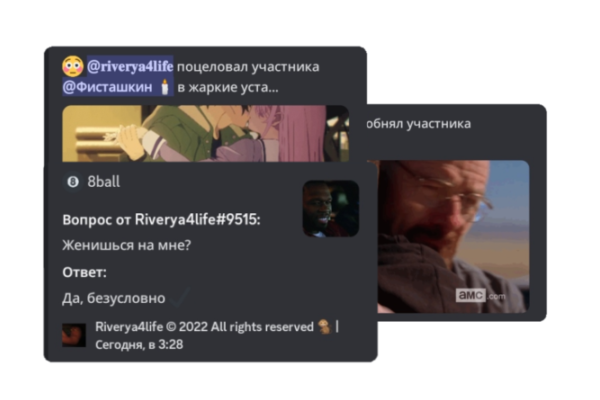 @riverya4life поцеловал участника
@Фисташкин в жаркие уста...
обнял участника
8ball
Вопрос от Riverya4life#9515:
Женишься на мне?
Ответ:
Да, безусловно
amc.com
Riverya4life © 2022 All rights reserved |
Сегодня, в 3:28